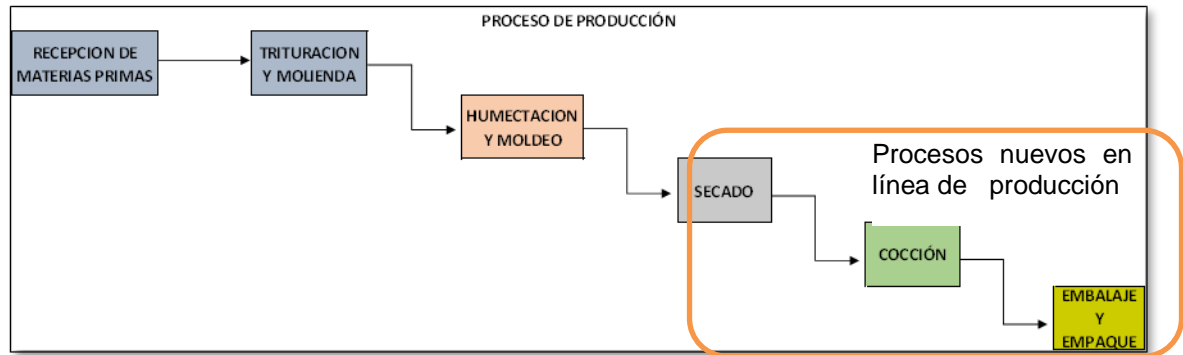 PROCESO DE PRODUCCIÓN
RECEPCION DE
MATERIAS PRIMAS
TRITURACION
Y MOLIENDA
HUMECTACION
Y MOLDEO
SECADO
Procesos nuevos en
línea de producción
COCCIÓN
EMBALAJE
Y
EMPAQUE